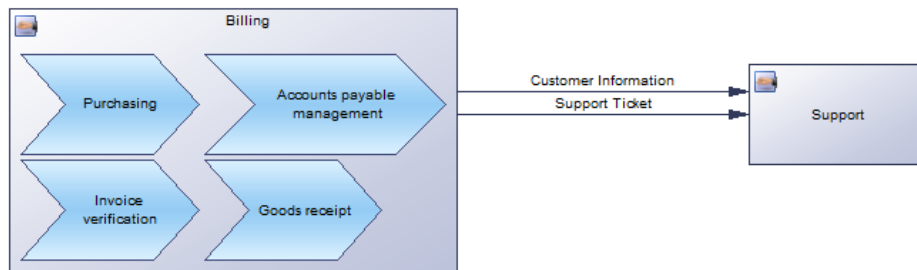 Billing
Purchasing
Accounts payable
management
Invoice
verification
Goods receipt
Customer Information
Support Ticket
Support